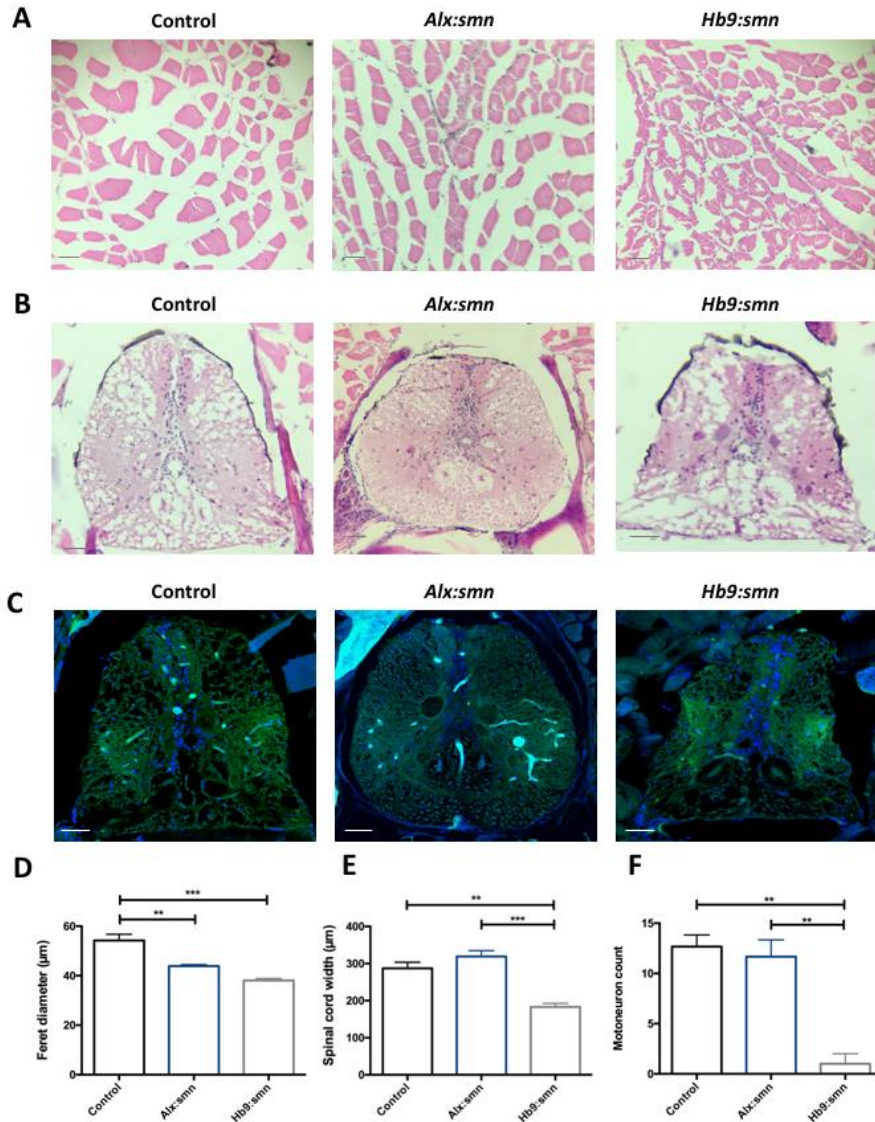 A
Control
Alx:smn
Hb9:smn
B
Control
Alx:smn
Hb9:smn
C
Control
Alx:smn
Hb9:smn
D
Feret diameter (µm)
60
40
20
0
**
***
Control
Alx:smn
Hb9:smn
E
Spinal cord width (µm)
400
300
200
100
0
**
***
Control
Alx:smn
Hb9:smn
F
Motoneuron count
15
10
5
0
**
**
Control
Alx:smn
Hb9:smn